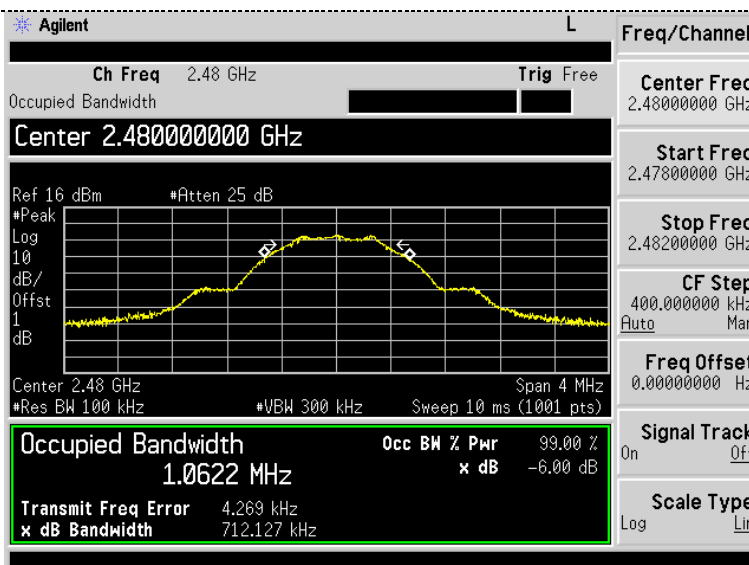 Agilent L Freq/Channel
Ch Freq 2.48 GHz Trig Free
Occupied Bandwidth
Center Freq
2.48000000 GHz
Center 2.480000000 GHz
Start Freq
2.47800000 GHz
Ref 16 dBm #Atten 25 dB
#Peak
Log
10
dB/
Offst
1
dB
Stop Freq
2.48200000 GHz
CF Step
400.000000 kHz
Auto Man
Freq Offset
0.00000000 Hz
Center 2.48 GHz Span 4 MHz
#Res BW 100 kHz #VBW 300 kHz Sweep 10 ms (1001 pts)
Signal Track
On Off
Occupied Bandwidth Occ BW % Pwr 99.00 %
1.0622 MHz x dB -6.00 dB
Transmit Freq Error 4.269 kHz
x dB Bandwidth 712.127 kHz
Scale Type
Log Lin